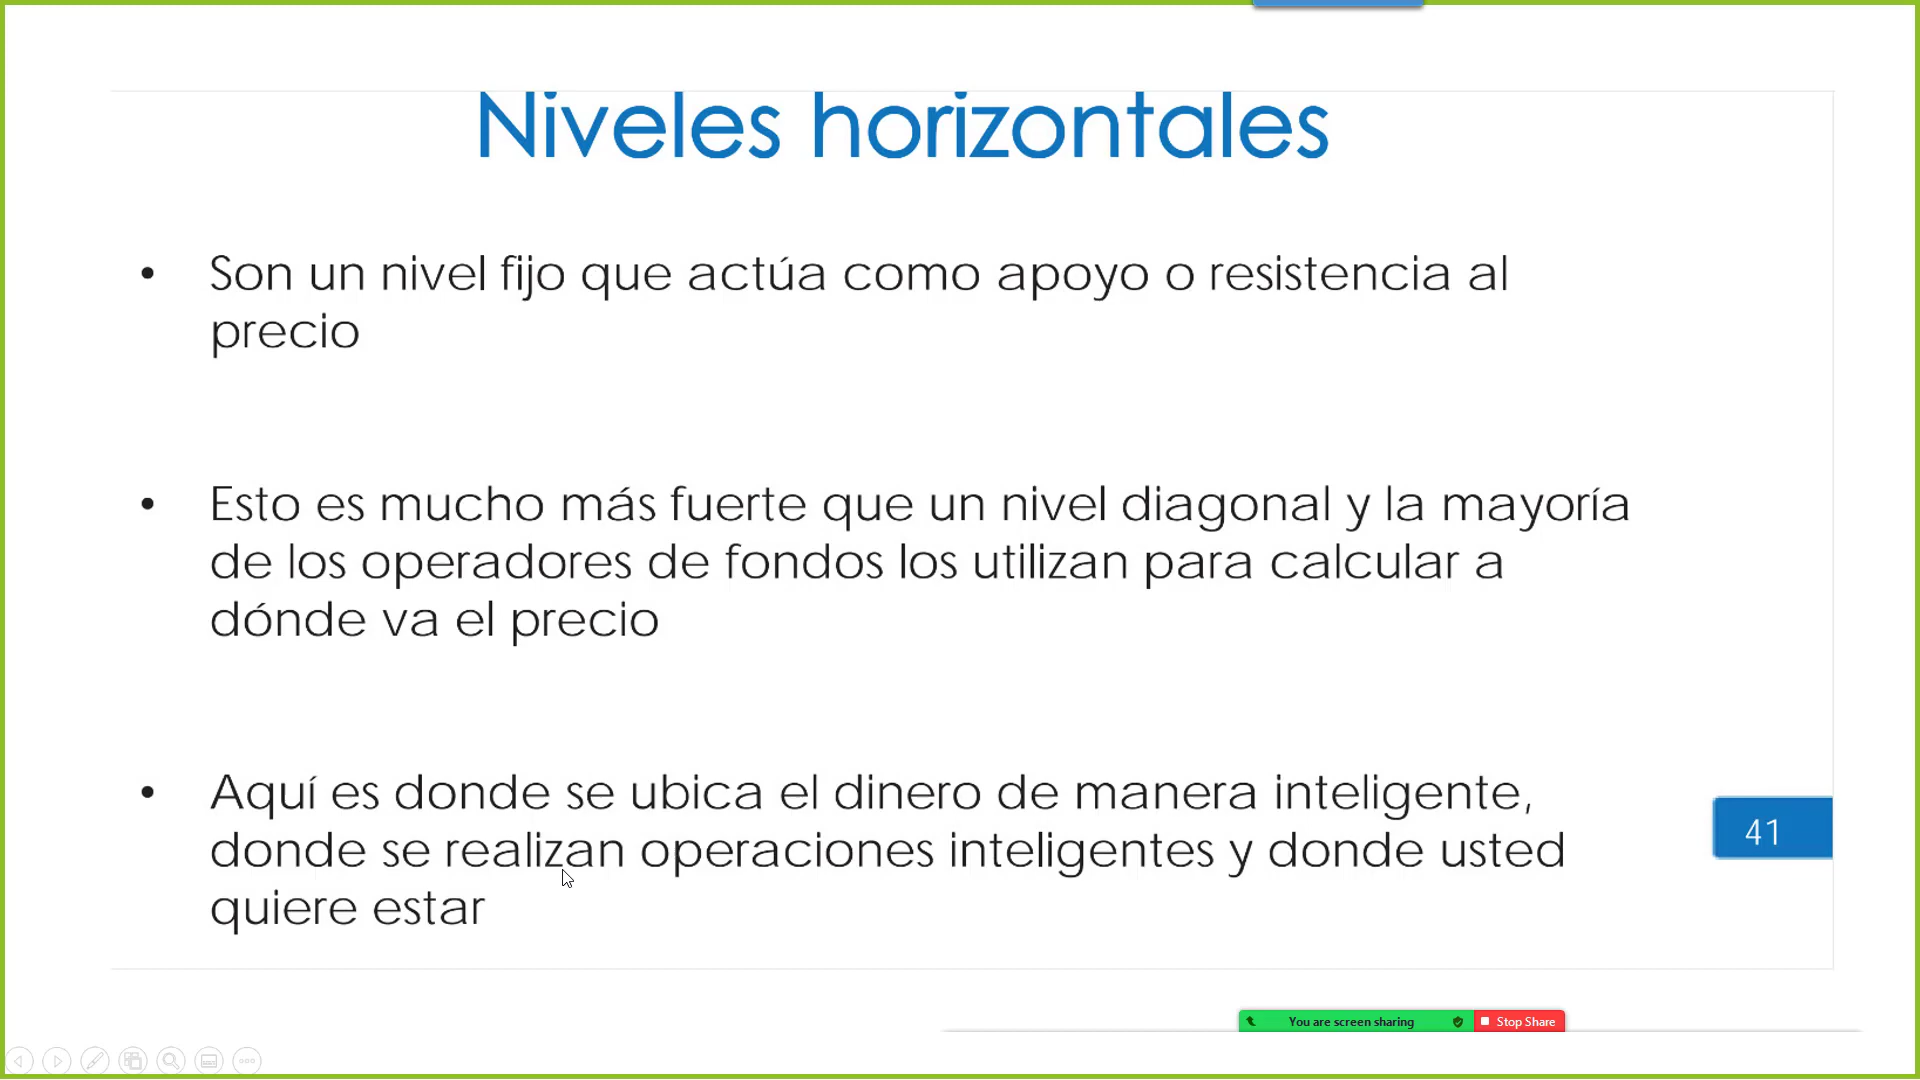 Niveles horizontales
• Son un nivel fijo que actúa como apoyo o resistencia al
precio
• Esto es mucho más fuerte que un nivel diagonal y la mayoría
de los operadores de fondos los utilizan para calcular a
dónde va el precio
• Aquí es donde se ubica el dinero de manera inteligente,
donde se realizan operaciones inteligentes y donde usted
quiere estar
41
You are screen sharing Stop Share